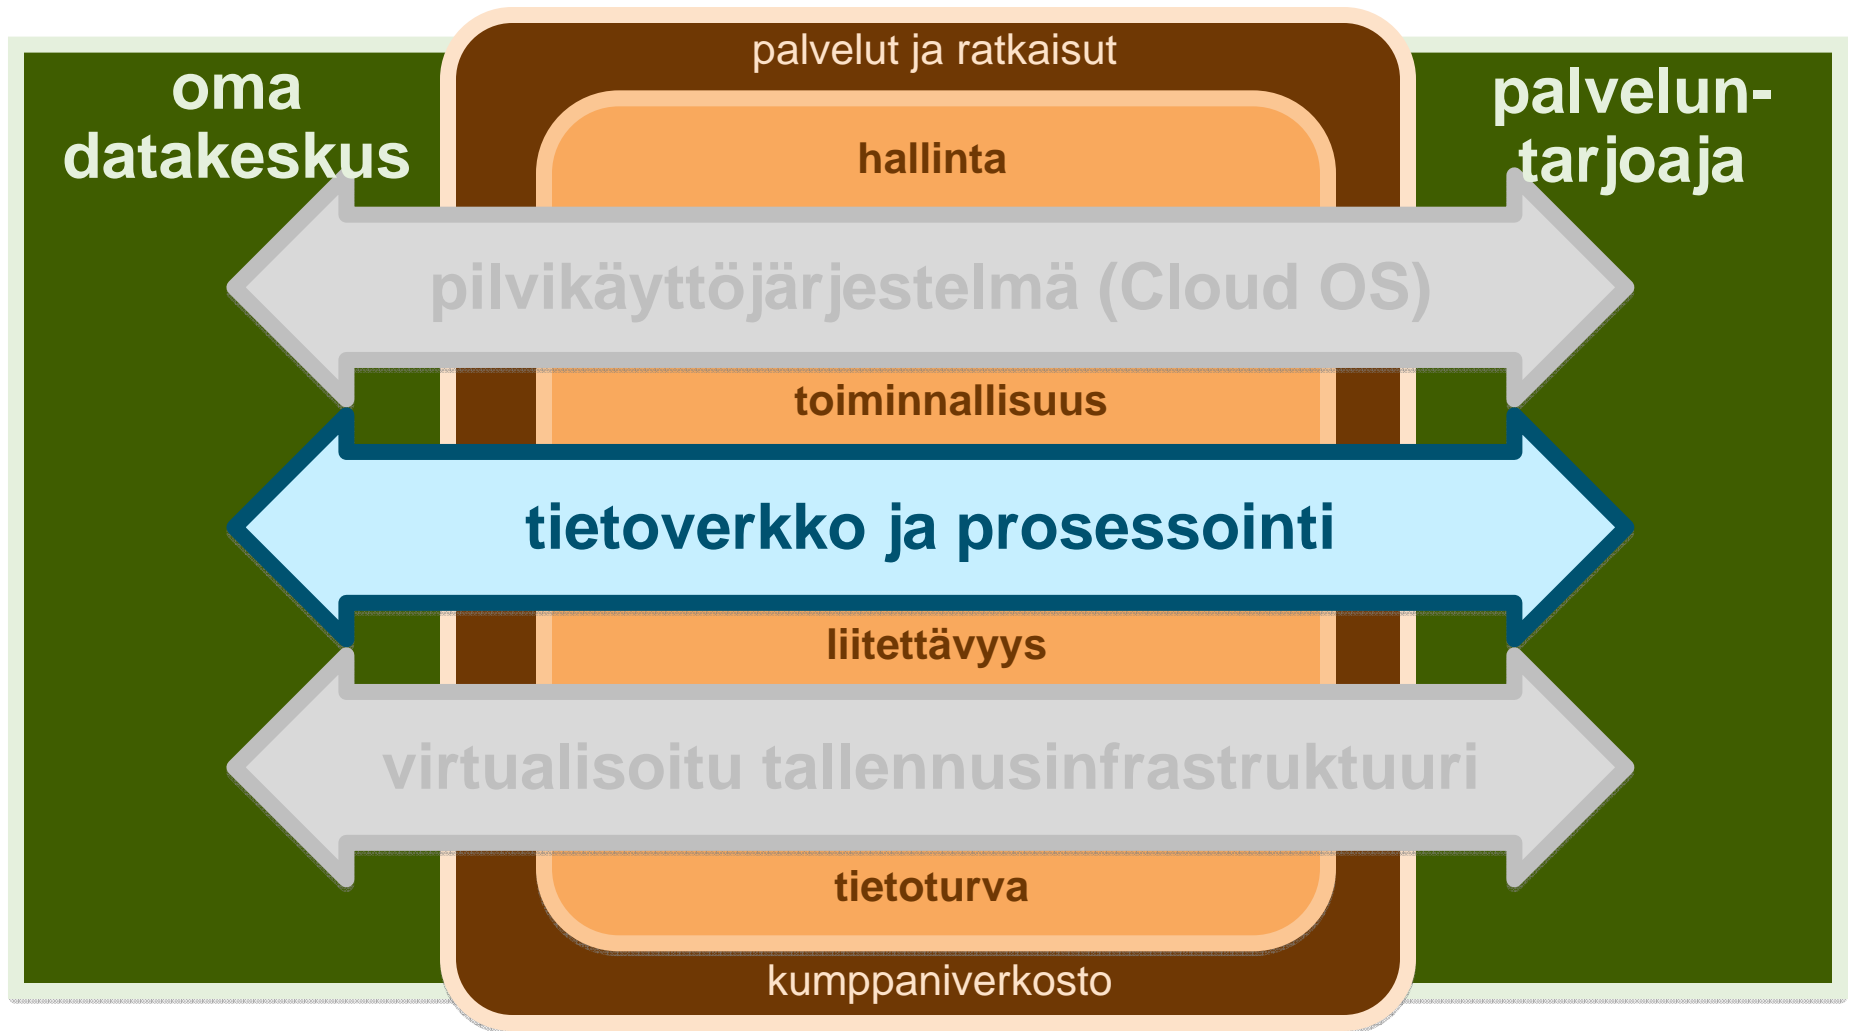 palvelut ja ratkaisut
oma
datakeskus
palvelun-
tarjoaja
hallinta
pilvikäyttöjärjestelmä (Cloud OS)
toiminnallisuus
tietoverkko ja prosessointi
liitettävyys
virtualisoitu tallennusinfrastruktuuri
tietoturva
kumppaniverkosto